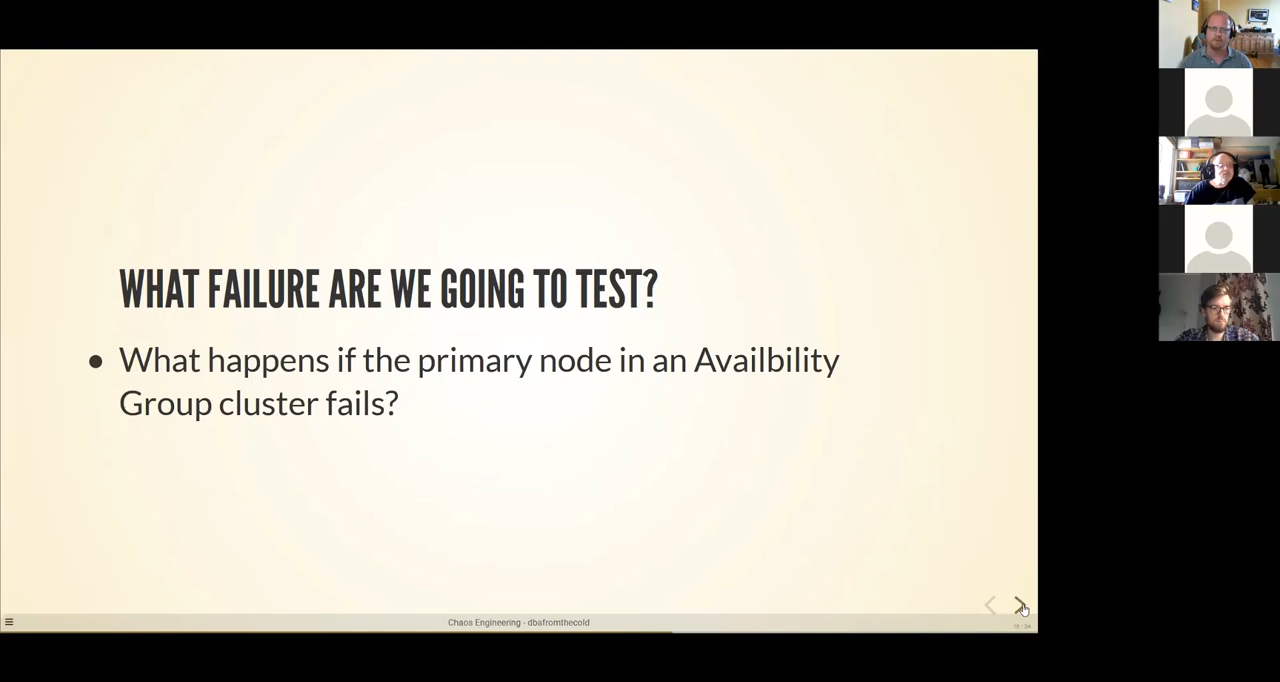 WHAT FAILURE ARE WE GOING TO TEST?
What happens if the primary node in an Availbility
Group cluster fails?
Chaos Engineering - dbafromthecold